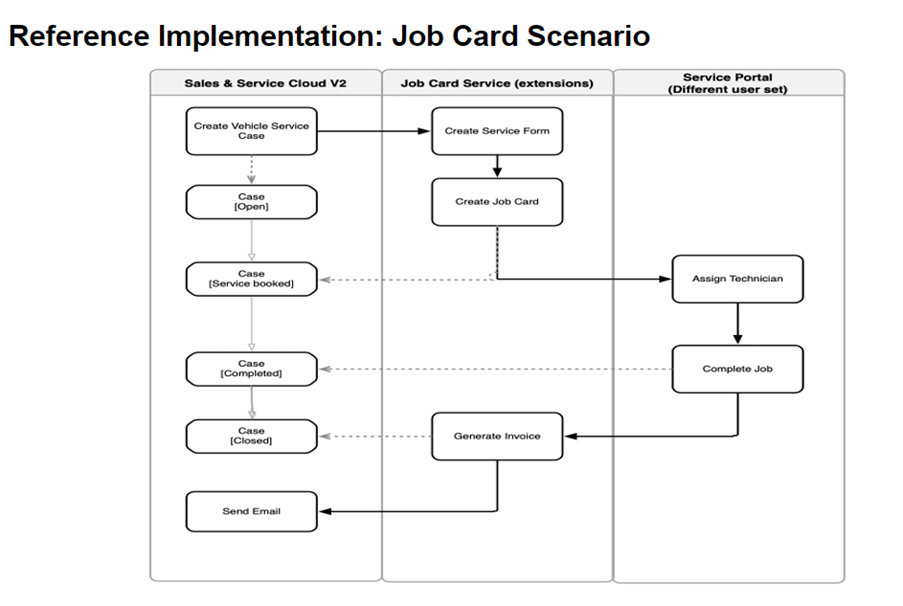 Reference Implementation: Job Card Scenario
Sales & Service Cloud V2
Job Card Service (extensions)
Service Portal
(Different user set)
Create Vehicle Service
Case
Create Service Form
Case
[Open]
Create Job Card
Case
[Service booked]
Assign Technician
Case
[Completed]
Complete Job
Case
[Closed]
Generate Invoice
Send Email